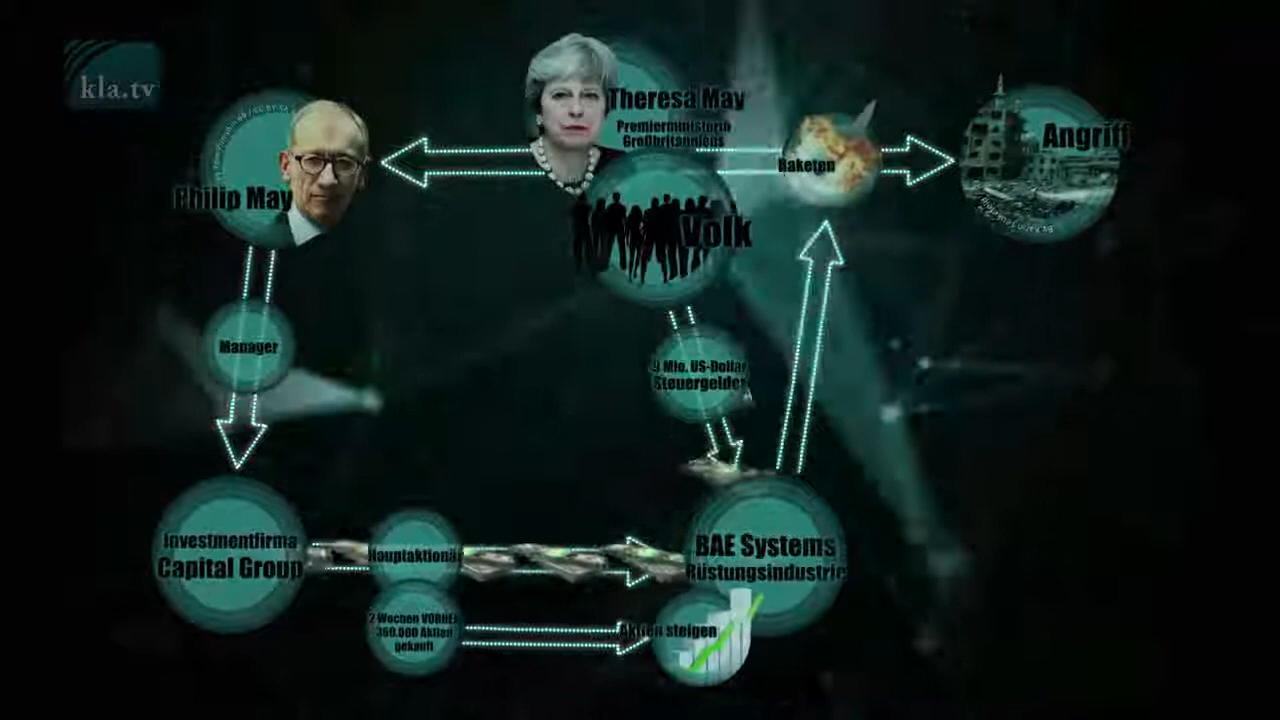 kla.tv
Theresa May
Premierministerin
Großbritanniens
Philip May
Raketen
Angriff
Volk
Manager
9 Mio. US-Dollar
Steuergelder
Investmentfirma
Capital Group
Hauptaktionär
BAE Systems
Rüstungsindustrie
2 Wochen VORHER
360.000 Aktien
gekauft
Aktien steigen